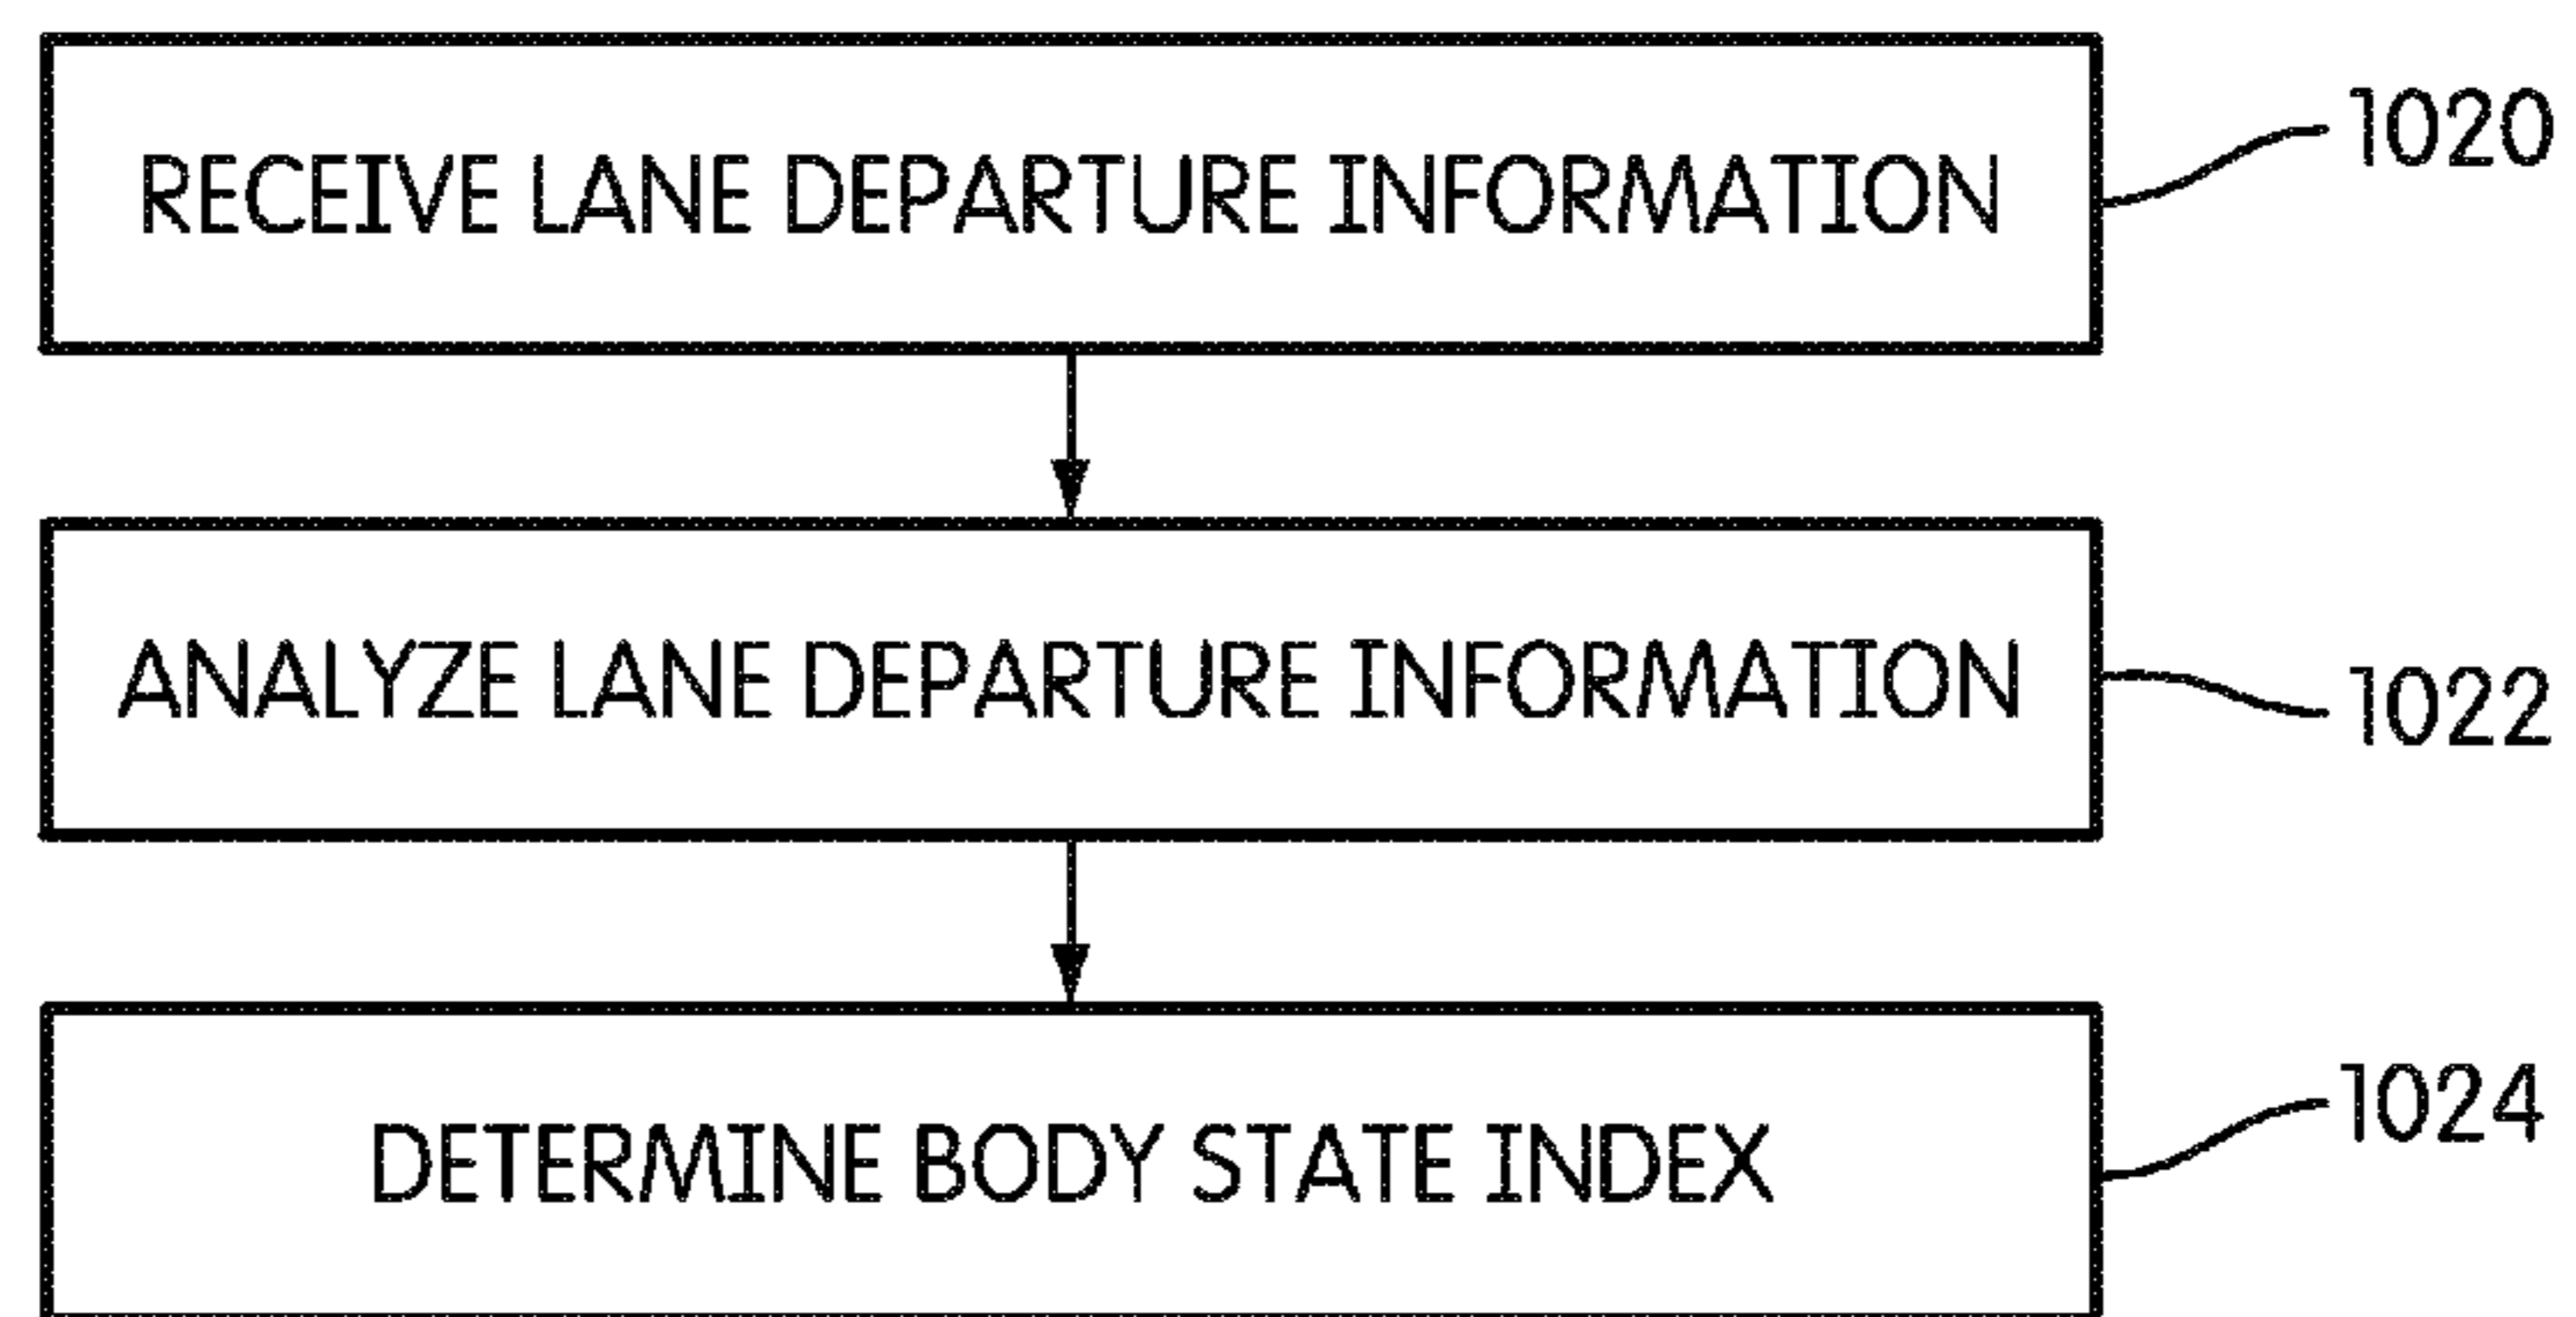 RECEIVE LANE DEPARTURE INFORMATION
1020
ANALYZE LANE DEPARTURE INFORMATION
1022
DETERMINE BODY STATE INDEX
1024